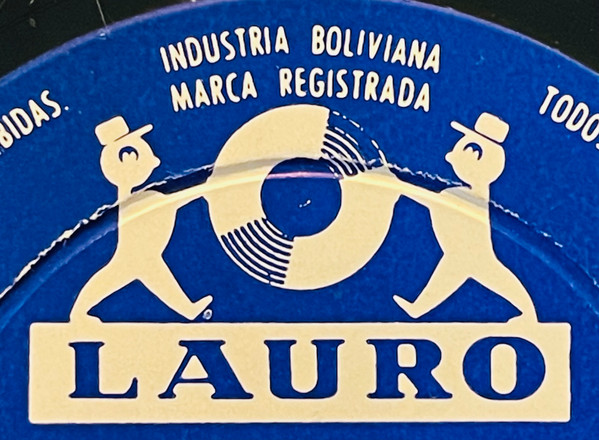 INDUSTRIA BOLIVIANA
MARCA REGISTRADA
LAURO